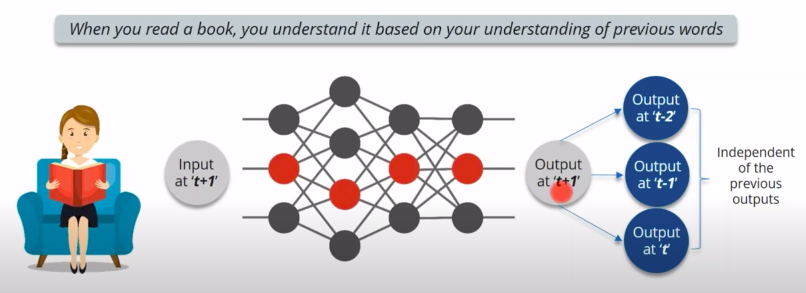 When you read a book, you understand it based on your understanding of previous words
Input
at 't+1'
Output
at 't+1'
Output
at 't-2'
Output
at 't-1'
Output
at 't'
Independent
of the
previous
outputs